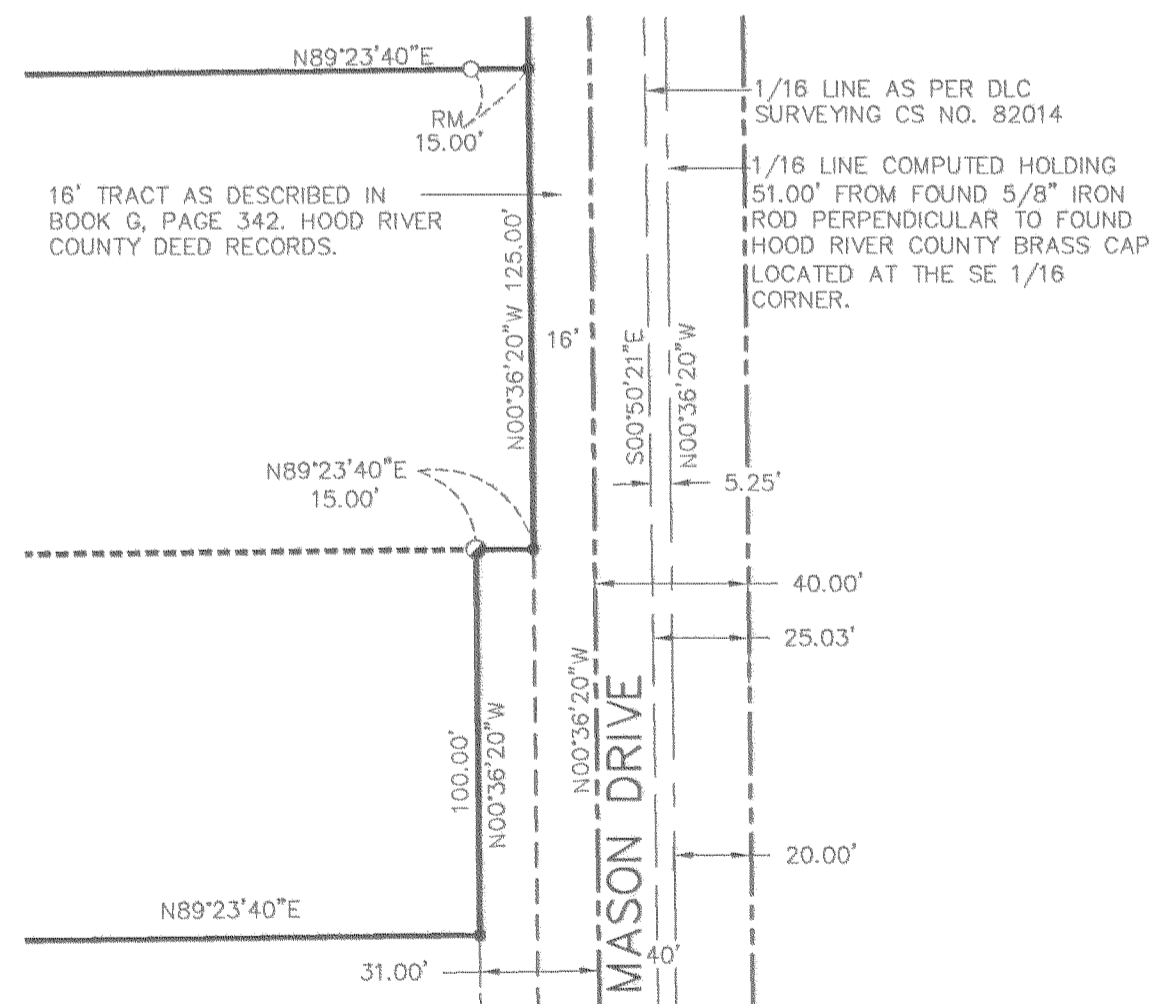 N89°23'40"E
RM
15.00'
1/16 LINE AS PER DLC
SURVEYING CS NO. 82014
16' TRACT AS DESCRIBED IN
BOOK G, PAGE 342. HOOD RIVER
COUNTY DEED RECORDS.
1/16 LINE COMPUTED HOLDING
51.00' FROM FOUND 5/8" IRON
ROD PERPENDICULAR TO FOUND
HOOD RIVER COUNTY BRASS CAP
LOCATED AT THE SE 1/16
CORNER.
N00°36'20"W 125.00'
16'
S00°50'21"E
N00°36'20"W
N89°23'40"E
15.00'
5.25'
40.00'
25.03'
N00°36'20"W
MASON DRIVE
100.00'
N00°36'20"W
20.00'
N89°23'40"E
31.00'
40'